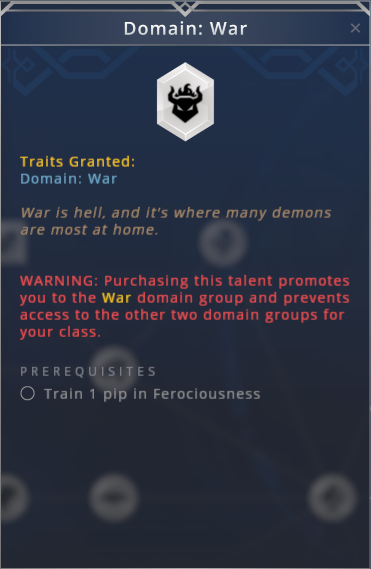 Domain: War
Traits Granted:
Domain: War
War is hell, and it's where many demons
are most at home.
WARNING: Purchasing this talent promotes
you to the War domain group and prevents
access to the other two domain groups for
your class.
PREREQUISITES
Train 1 pip in Ferociousness